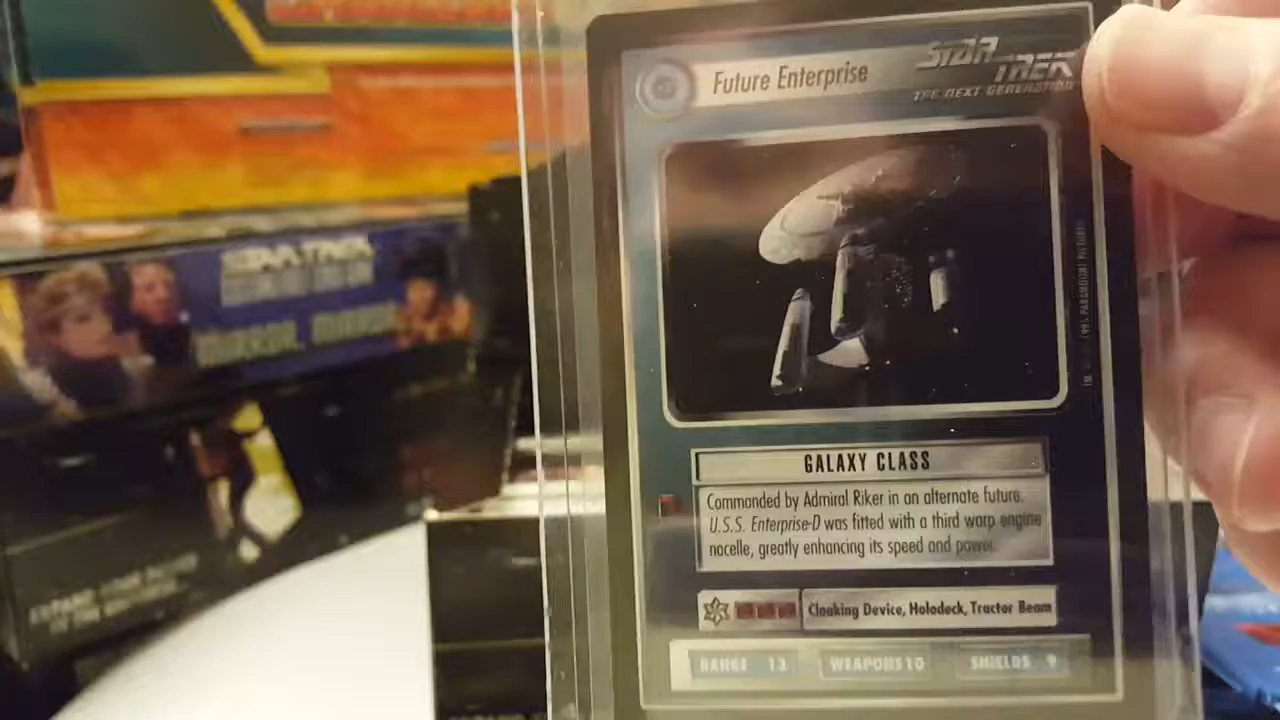 Future Enterprise
STAR TREK
THE NEXT GENERATION
GALAXY CLASS
Commanded by Admiral Riker in an alternate future.
U.S.S. Enterprise-D was fitted with a third warp engine
nacelle, greatly enhancing its speed and power.
Cloaking Device, Holodeck, Tractor Beam
RANGE 13 WEAPONS 10 SHIELDS 9
STAR TREK
MIRROR, MIRROR